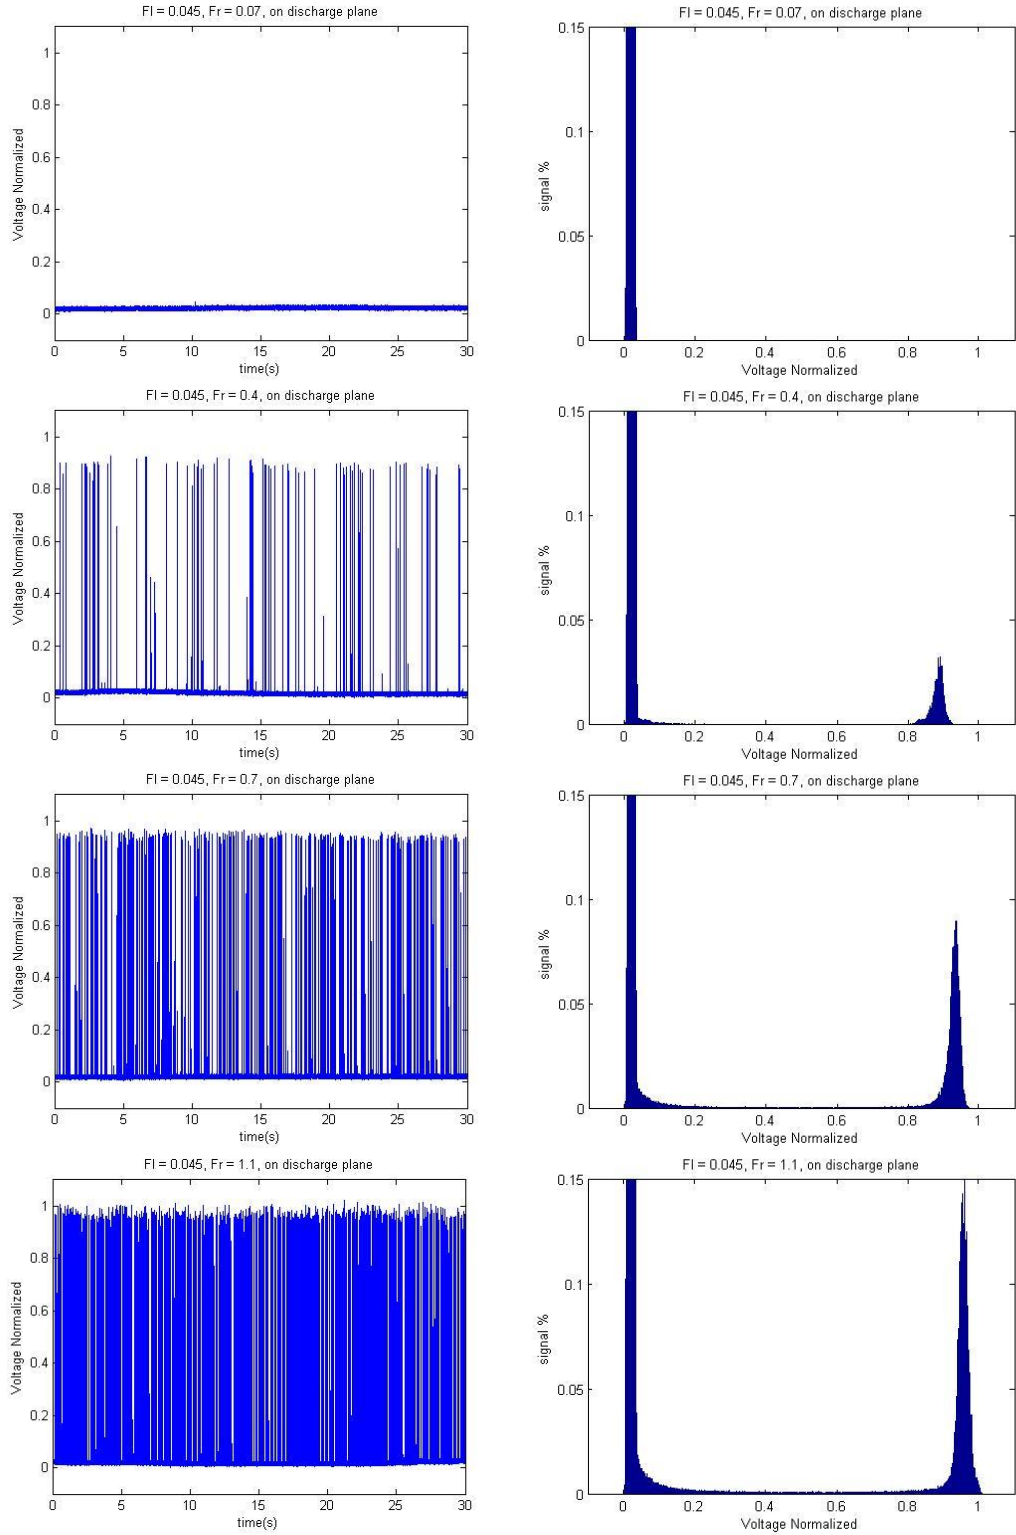 Fl = 0.045, Fr = 0.07, on discharge plane
Voltage Normalized
1
0.8
0.6
0.4
0.2
0
0 5 10 15 20 25 30
time(s)
Fl = 0.045, Fr = 0.07, on discharge plane
signal %
0.15
0.1
0.05
0
0 0.2 0.4 0.6 0.8 1
Voltage Normalized
Fl = 0.045, Fr = 0.4, on discharge plane
Voltage Normalized
1
0.8
0.6
0.4
0.2
0
0 5 10 15 20 25 30
time(s)
Fl = 0.045, Fr = 0.4, on discharge plane
signal %
0.15
0.1
0.05
0
0 0.2 0.4 0.6 0.8 1
Voltage Normalized
Fl = 0.045, Fr = 0.7, on discharge plane
Voltage Normalized
1
0.8
0.6
0.4
0.2
0
0 5 10 15 20 25 30
time(s)
Fl = 0.045, Fr = 0.7, on discharge plane
signal %
0.15
0.1
0.05
0
0 0.2 0.4 0.6 0.8 1
Voltage Normalized
Fl = 0.045, Fr = 1.1, on discharge plane
Voltage Normalized
1
0.8
0.6
0.4
0.2
0
0 5 10 15 20 25 30
time(s)
Fl = 0.045, Fr = 1.1, on discharge plane
signal %
0.15
0.1
0.05
0
0 0.2 0.4 0.6 0.8 1
Voltage Normalized